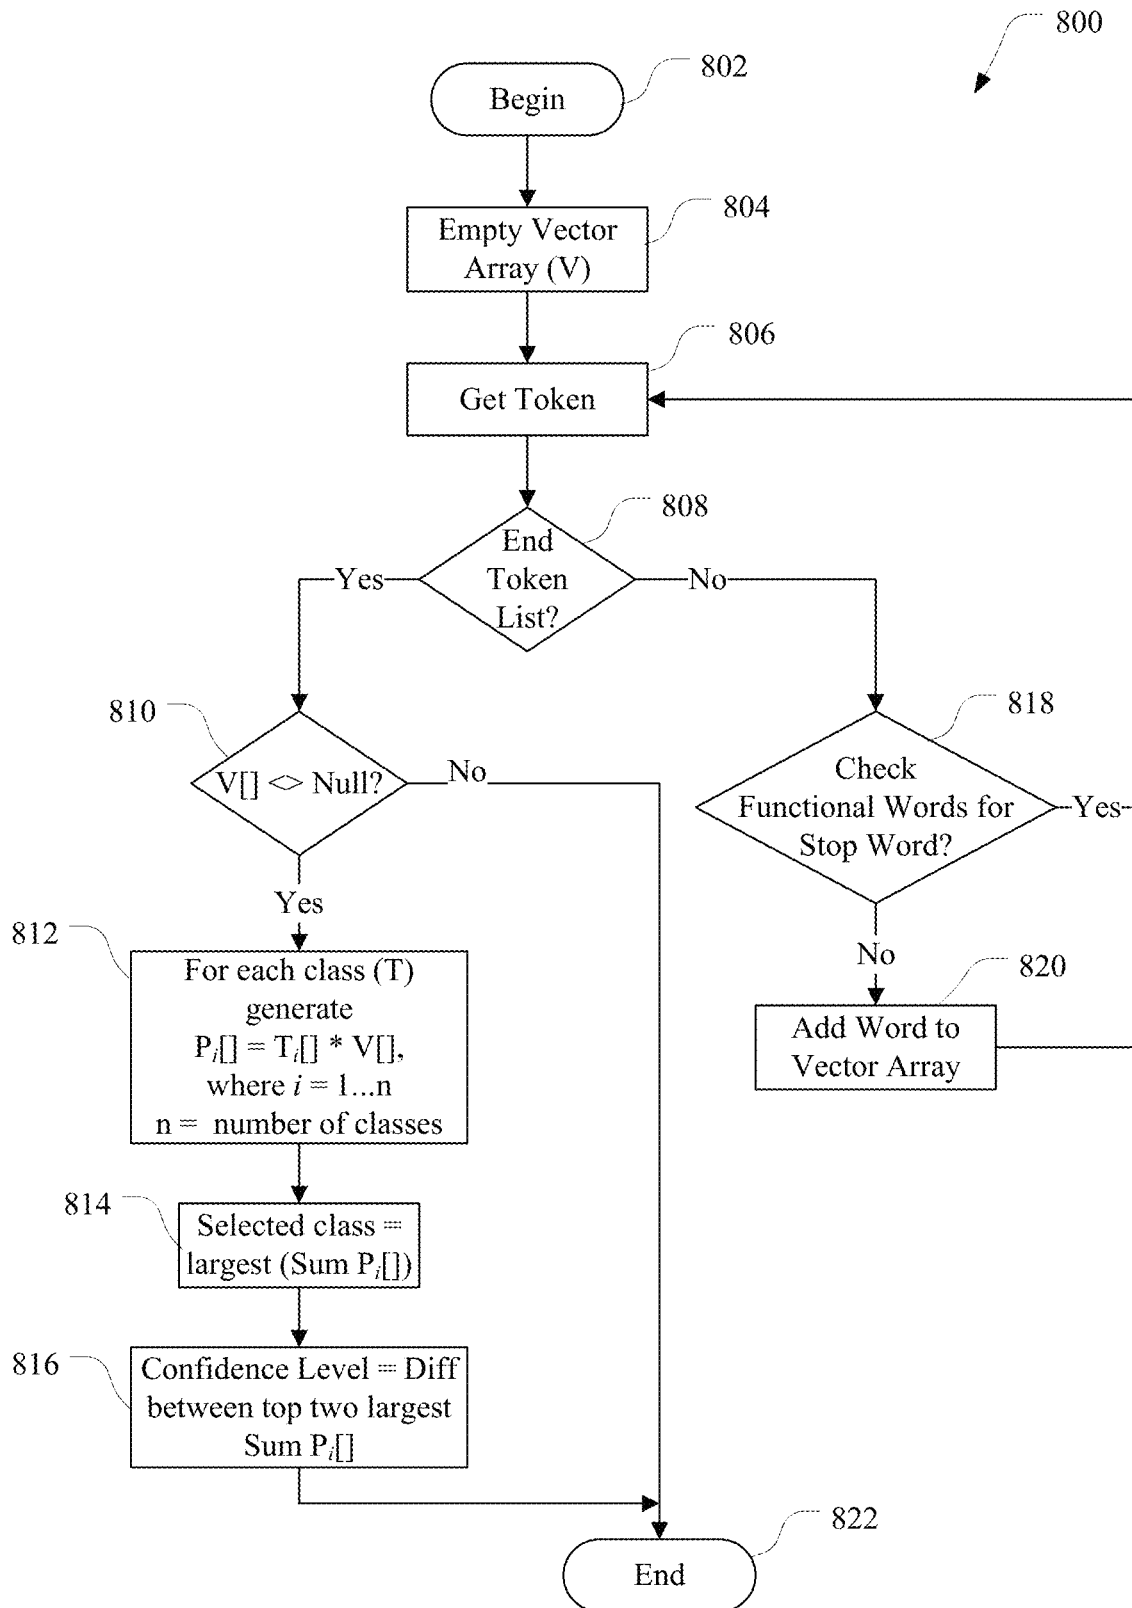 800
802
Begin
804
Empty Vector
Array (V)
806
Get Token
808
End
Token
List?
Yes
No
810
V[] <> Null?
No
818
Check
Functional Words for
Stop Word?
Yes
Yes
No
812
For each class (T)
generate
Pi[] = Ti[] * V[],
where i = 1...n
n = number of classes
820
Add Word to
Vector Array
814
Selected class =
largest (Sum Pi[])
816
Confidence Level = Diff
between top two largest
Sum Pi[]
822
End